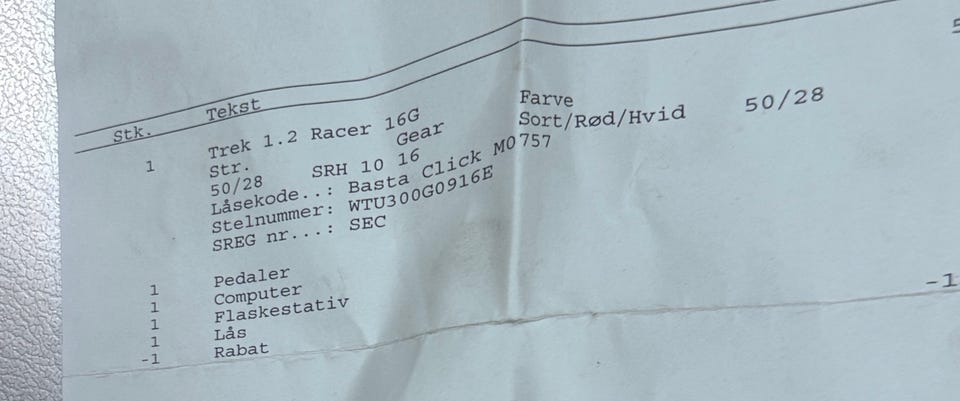 Stk. Tekst
1 Trek 1.2 Racer 16G Farve
Str. Gear Sort/Rød/Hvid 50/28
50/28 SRH 10 16
Låsekode..: Basta Click M0757
Stelnummer: WTU300G0916E
SREG nr...: SEC
1 Pedaler
1 Computer
1 Flaskestativ
1 Lås
-1 Rabat -1